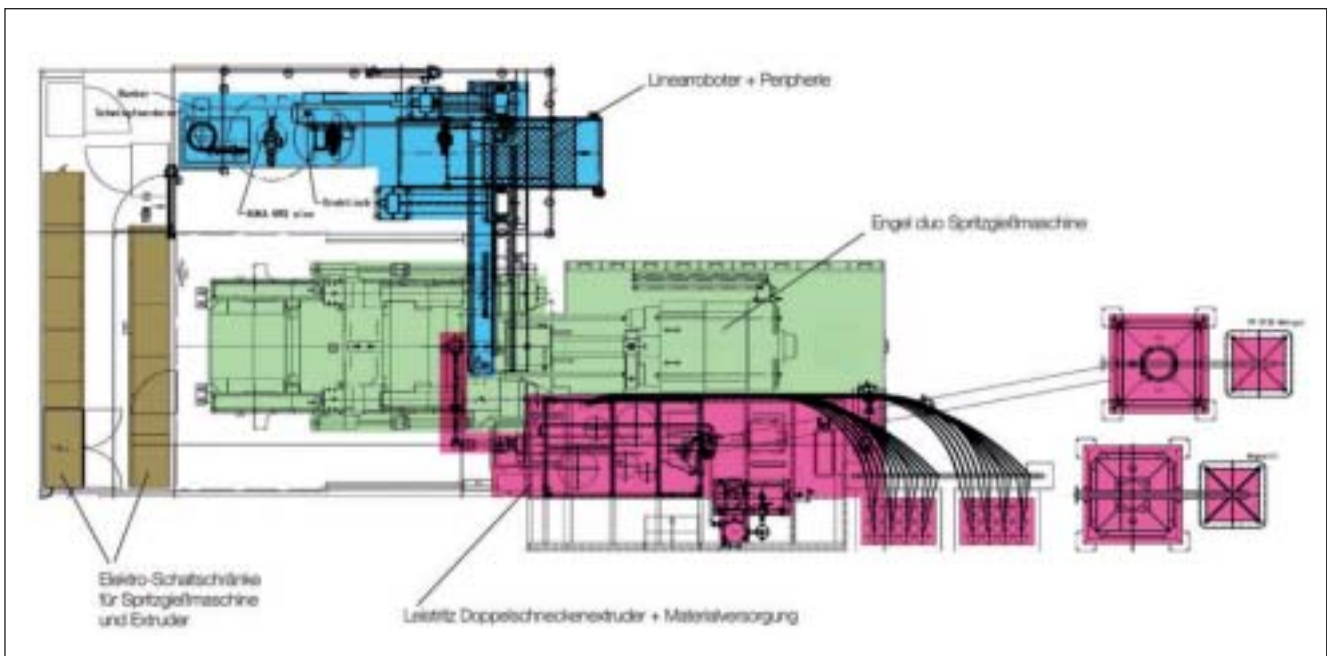 Linearroboter + Peripherie
Engel duo Spritzgießmaschine
Elektro-Schaltschränke
für Spritzgießmaschine
und Extruder
Leistritz Doppelschneckenextruder + Materialversorgung